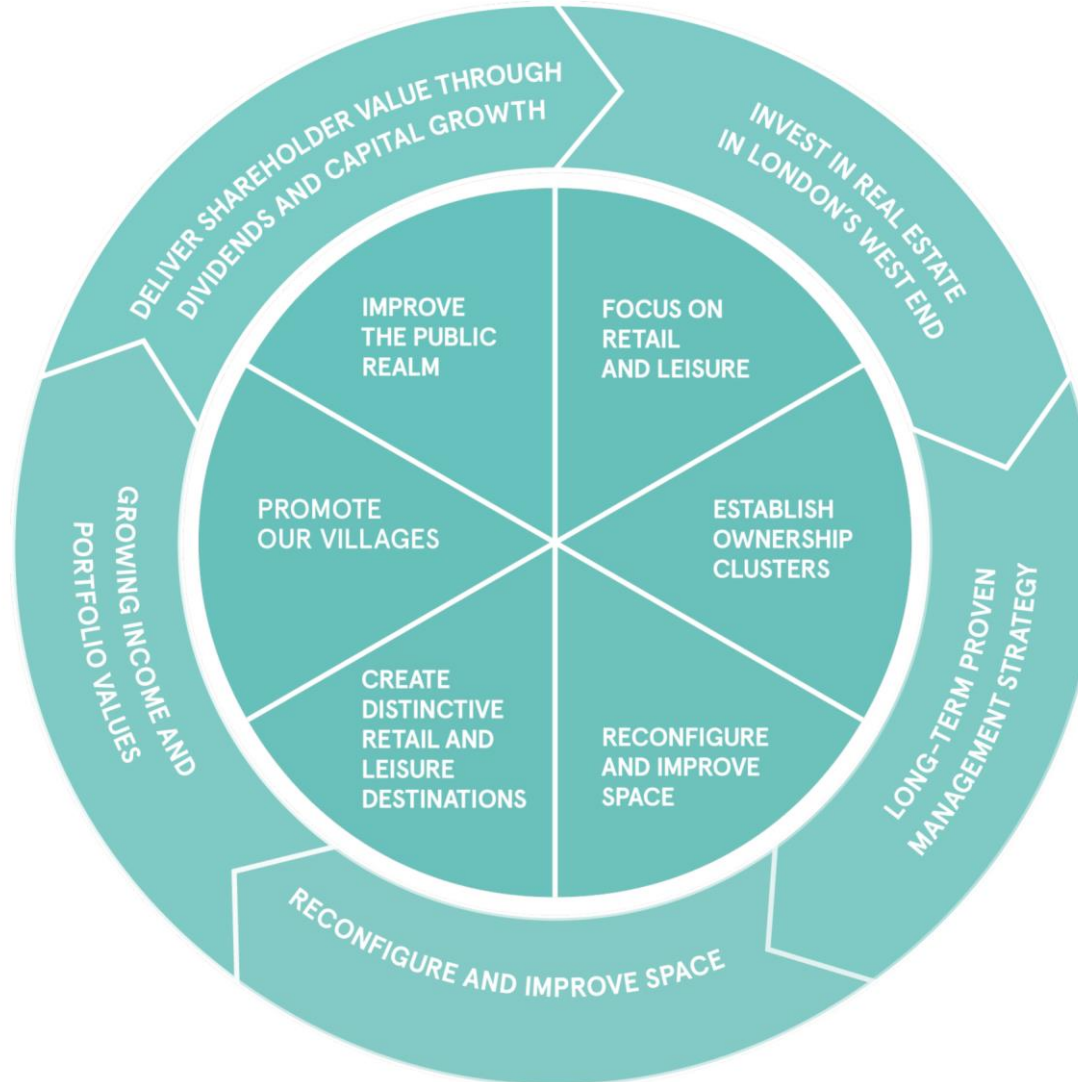 DELIVER SHAREHOLDER VALUE THROUGH
DIVIDENDS AND CAPITAL GROWTH
INVEST IN REAL ESTATE
IN LONDON'S WEST END
LONG-TERM PROVEN
MANAGEMENT STRATEGY
RECONFIGURE AND IMPROVE SPACE
GROWING INCOME AND
PORTFOLIO VALUES
IMPROVE
THE PUBLIC
REALM
FOCUS ON
RETAIL
AND LEISURE
ESTABLISH
OWNERSHIP
CLUSTERS
RECONFIGURE
AND IMPROVE
SPACE
CREATE
DISTINCTIVE
RETAIL AND
LEISURE
DESTINATIONS
PROMOTE
OUR VILLAGES